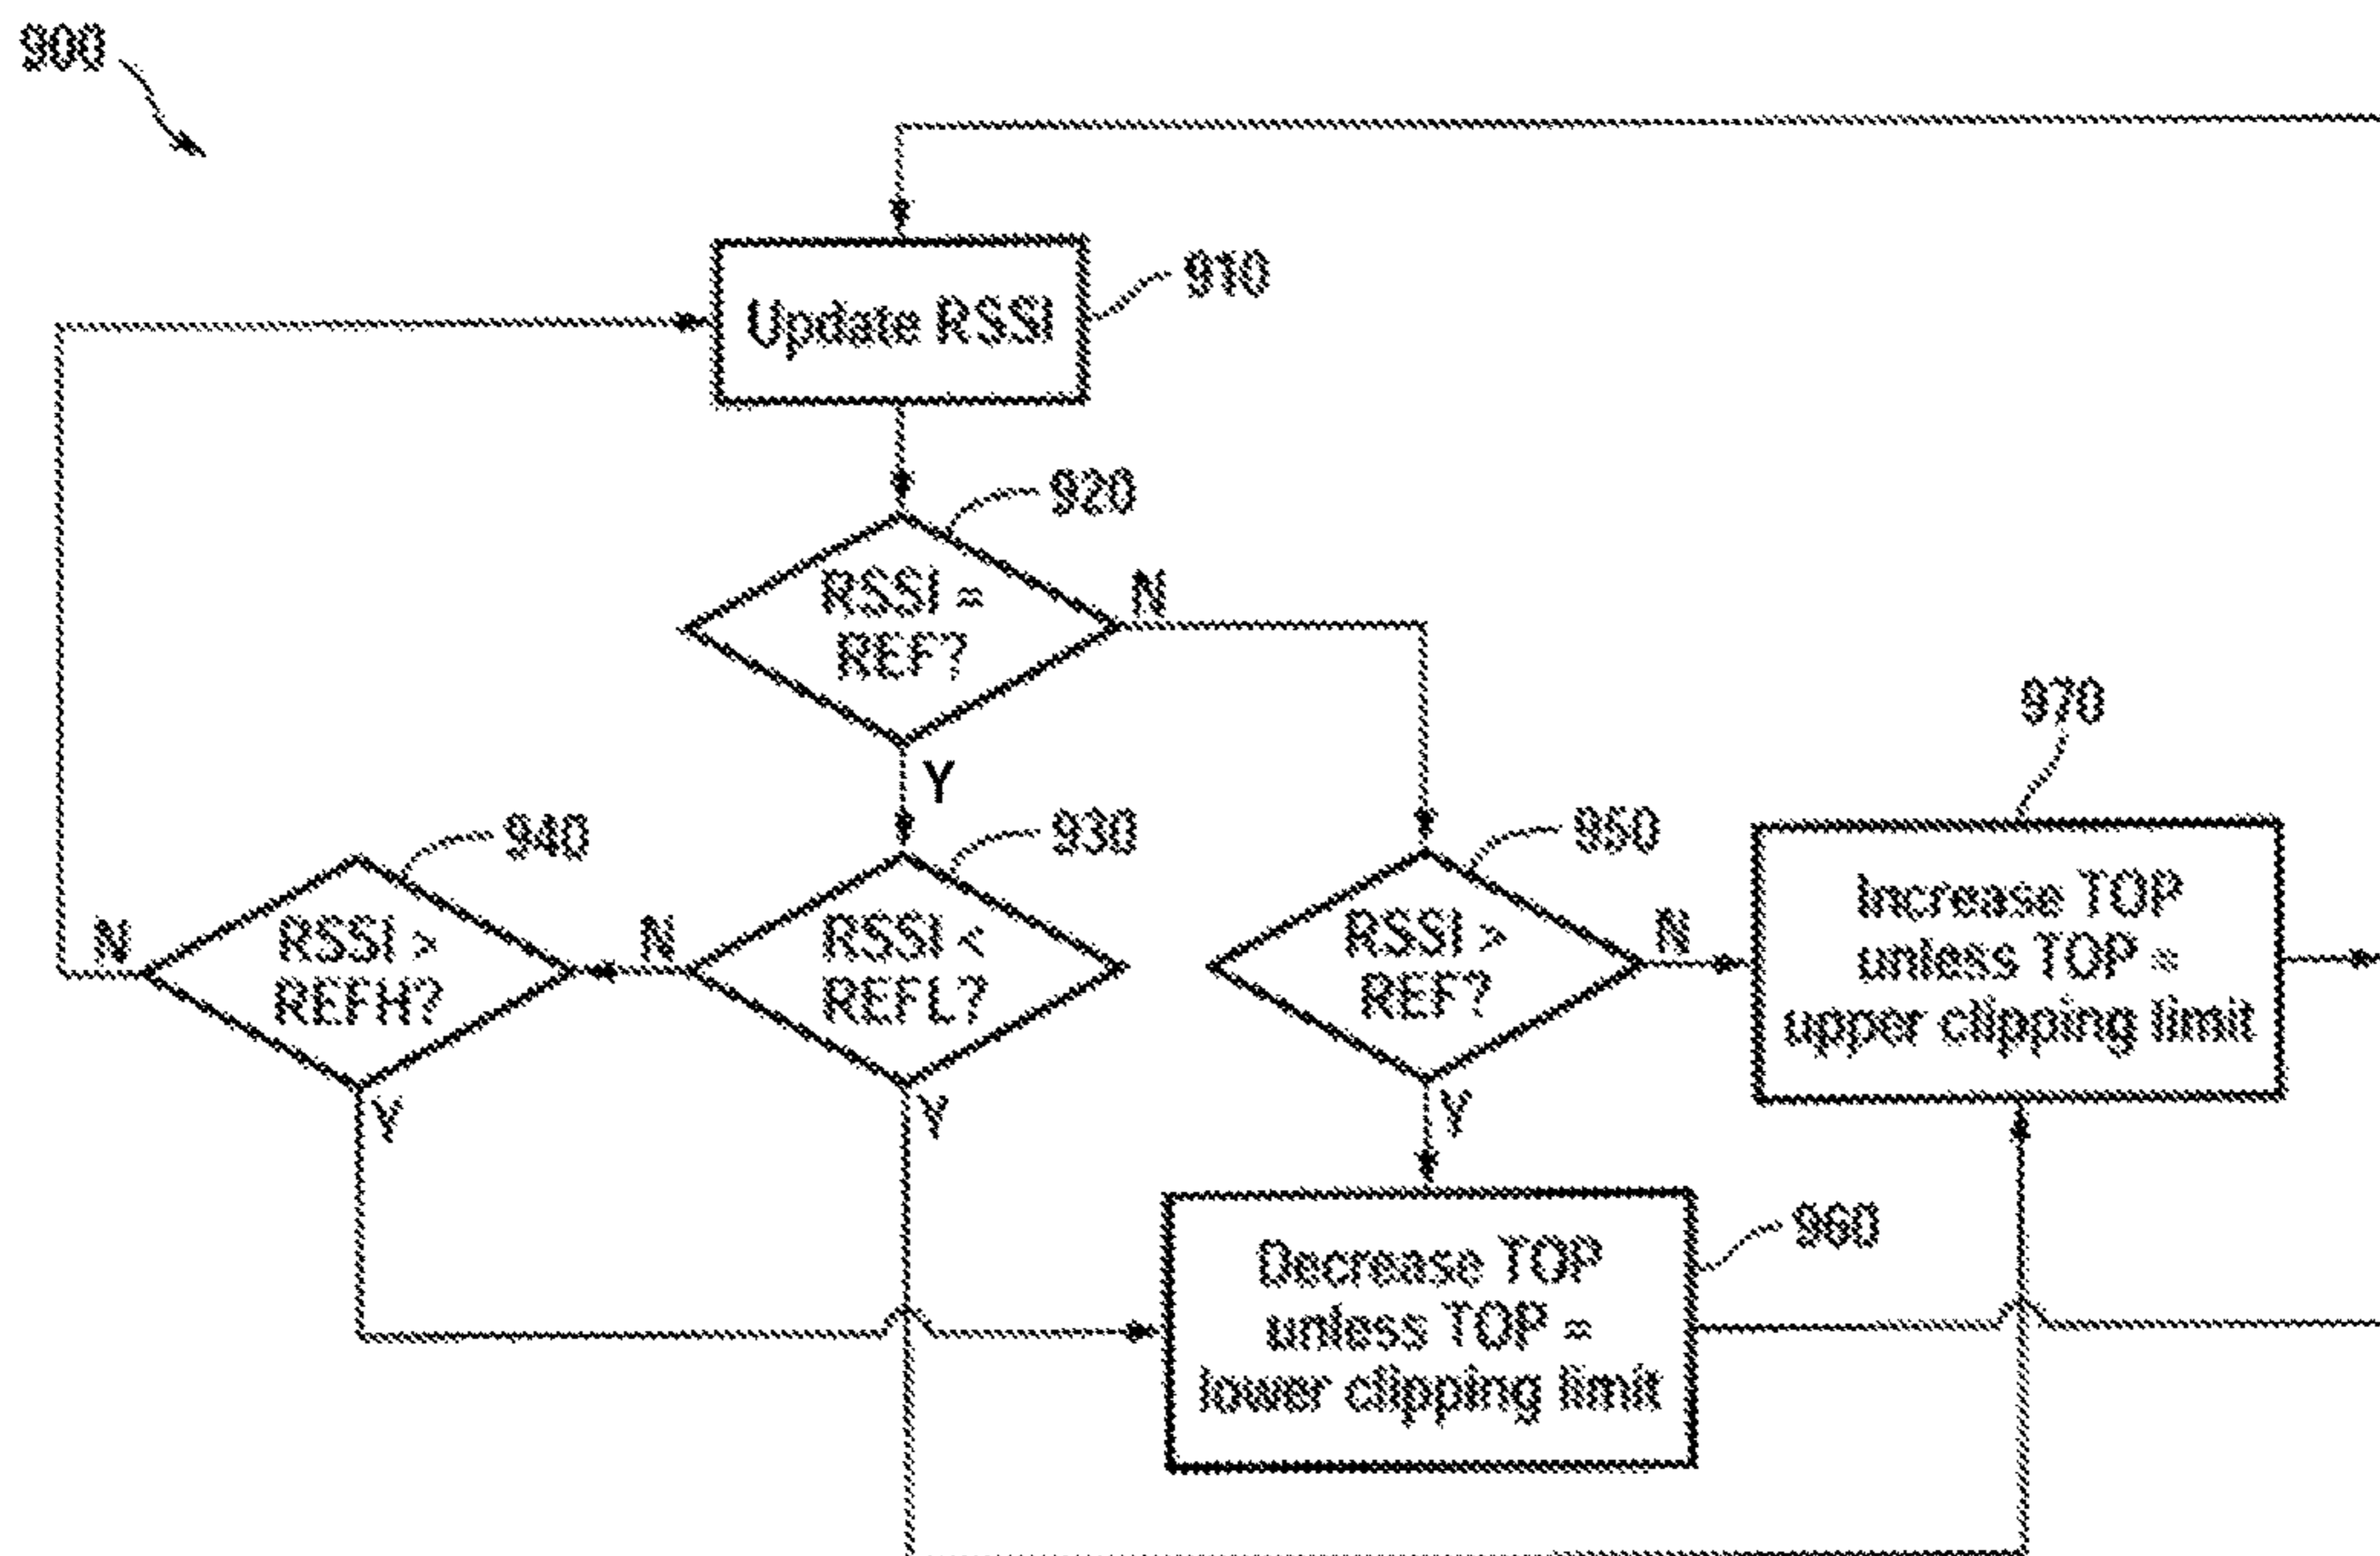 900
Update RSSI
910
920
RSSI =
REF?
N
Y
970
940
930
950
RSSI >
REFH?
N
Y
RSSI <
REFL?
N
Y
RSSI >
REF?
N
Y
Increase TOP
unless TOP =
upper clipping limit
Decrease TOP
unless TOP =
lower clipping limit
960